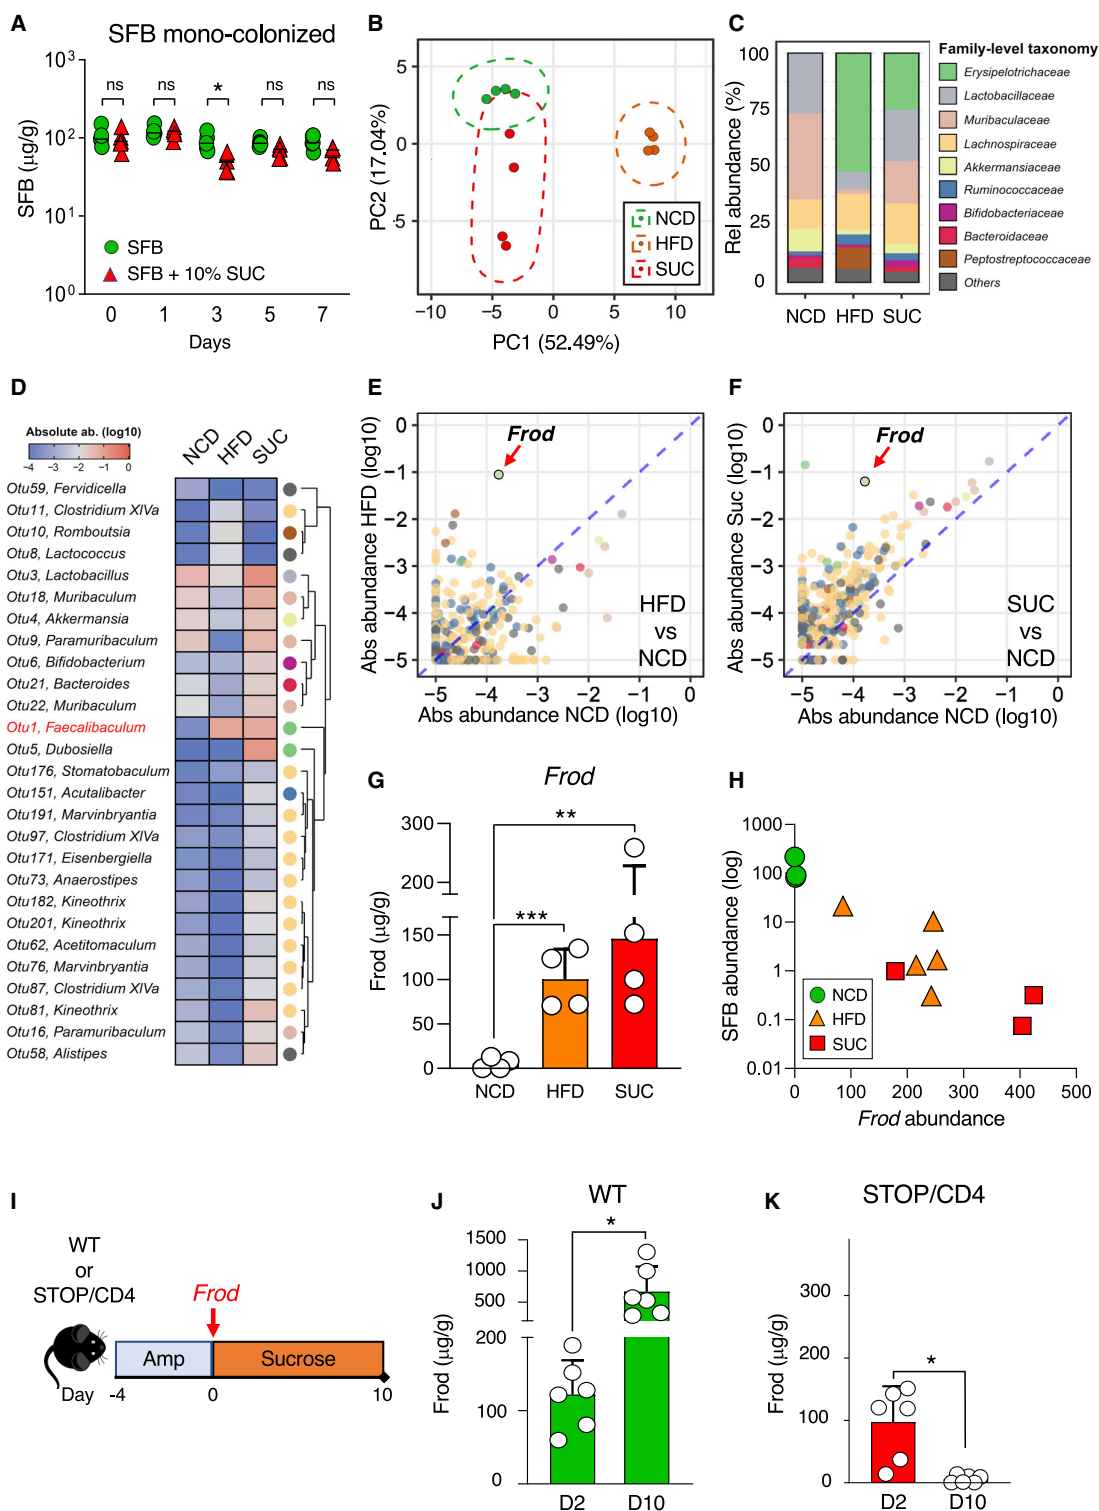 A
SFB mono-colonized
SFB (µg/g)
10³
10²
10¹
10⁰
ns
ns
*
ns
ns
SFB
SFB + 10% SUC
0
1
3
5
7
Days
B
PC2 (17.04%)
5
0
-5
NCD
HFD
SUC
−10
−5
0
5
10
PC1 (52.49%)
C
Rel abundance (%)
100
75
50
25
0
NCD
HFD
SUC
Family-level taxonomy
Erysipelotrichaceae
Lactobacillaceae
Muribaculaceae
Lachnospiraceae
Akkermansiaceae
Ruminococcaceae
Bifidobacteriaceae
Bacteroidaceae
Peptostreptococcaceae
Others
D
Absolute ab. (log10)
−4
−3
−2
−1
0
NCD
HFD
SUC
Otu59, Fervidicella
Otu11, Clostridium XIVa
Otu10, Romboutsia
Otu8, Lactococcus
Otu3, Lactobacillus
Otu18, Muribaculum
Otu4, Akkermansia
Otu9, Paramuribaculum
Otu6, Bifidobacterium
Otu21, Bacteroides
Otu22, Muribaculum
Otu1, Faecalibaculum
Otu5, Dubosiella
Otu176, Stomatobaculum
Otu151, Acutalibacter
Otu191, Marvinbryantia
Otu97, Clostridium XIVa
Otu171, Eisenbergiella
Otu73, Anaerostipes
Otu182, Kineothrix
Otu201, Kineothrix
Otu62, Acetitomaculum
Otu76, Marvinbryantia
Otu87, Clostridium XIVa
Otu81, Kineothrix
Otu16, Paramuribaculum
Otu58, Alistipes
E
Abs abundance HFD (log10)
0
−1
−2
−3
−4
−5
Frod
HFD
vs
NCD
−5
−4
−3
−2
−1
0
Abs abundance NCD (log10)
F
Abs abundance Suc (log10)
0
−1
−2
−3
−4
−5
Frod
SUC
vs
NCD
−5
−4
−3
−2
−1
0
Abs abundance NCD (log10)
G
Frod
Frod (µg/g)
300
200
150
100
50
0
**
***
NCD
HFD
SUC
H
SFB abundance (log)
1000
100
10
1
0.1
0.01
NCD
HFD
SUC
0
100
200
300
400
500
Frod abundance
I
WT
or
STOP/CD4
Frod
Amp
Sucrose
Day
-4
0
10
J
WT
Frod (µg/g)
1500
1000
500
200
100
0
*
D2
D10
K
STOP/CD4
Frod (µg/g)
300
200
100
0
*
D2
D10